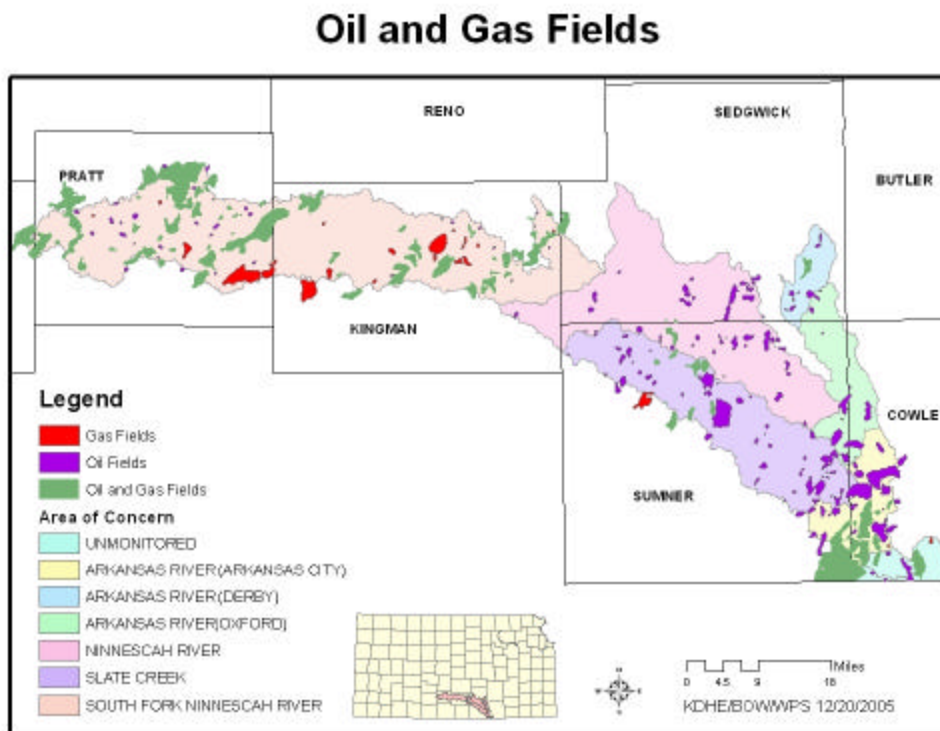 Oil and Gas Fields
RENO
SEDGWICK
PRATT
BUTLER
KINGMAN
COWLE
SUMNER
Legend
Gas Fields
Oil Fields
Oil and Gas Fields
Area of Concern
UNMONITORED
ARKANSAS RIVER (ARKANSAS CITY)
ARKANSAS RIVER (DERBY)
ARKANSAS RIVER(OXFORD)
NINNESCAH RIVER
SLATE CREEK
SOUTH FORK NINNESCAH RIVER
Miles
0 4.5 9 18
KDHE/BOW/WPS 12/20/2005